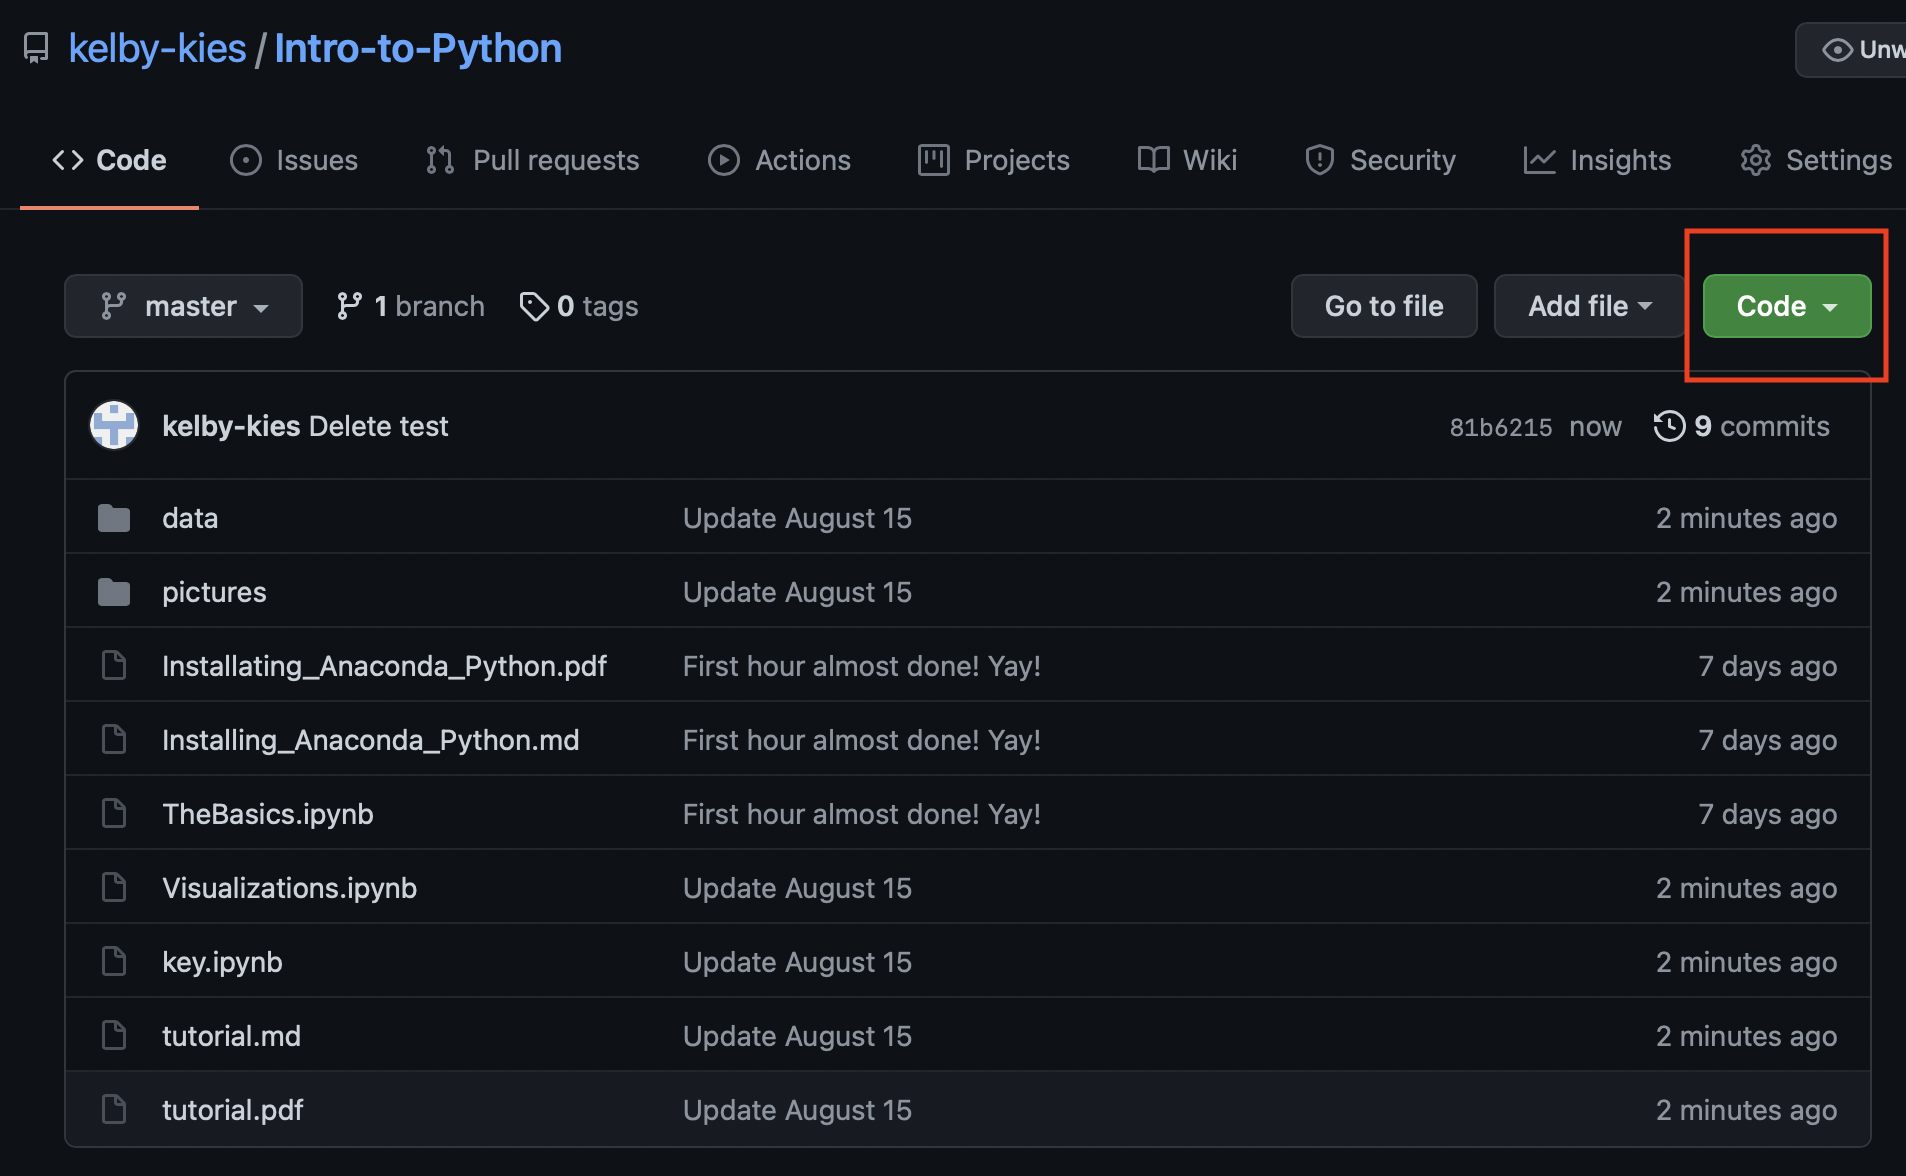 kelby-kies / Intro-to-Python
Unw
Code Issues Pull requests Actions Projects Wiki Security Insights Settings
master 1 branch 0 tags Go to file Add file Code
kelby-kies Delete test 81b6215 now 9 commits
data Update August 15 2 minutes ago
pictures Update August 15 2 minutes ago
Installating_Anaconda_Python.pdf First hour almost done! Yay! 7 days ago
Installing_Anaconda_Python.md First hour almost done! Yay! 7 days ago
TheBasics.ipynb First hour almost done! Yay! 7 days ago
Visualizations.ipynb Update August 15 2 minutes ago
key.ipynb Update August 15 2 minutes ago
tutorial.md Update August 15 2 minutes ago
tutorial.pdf Update August 15 2 minutes ago